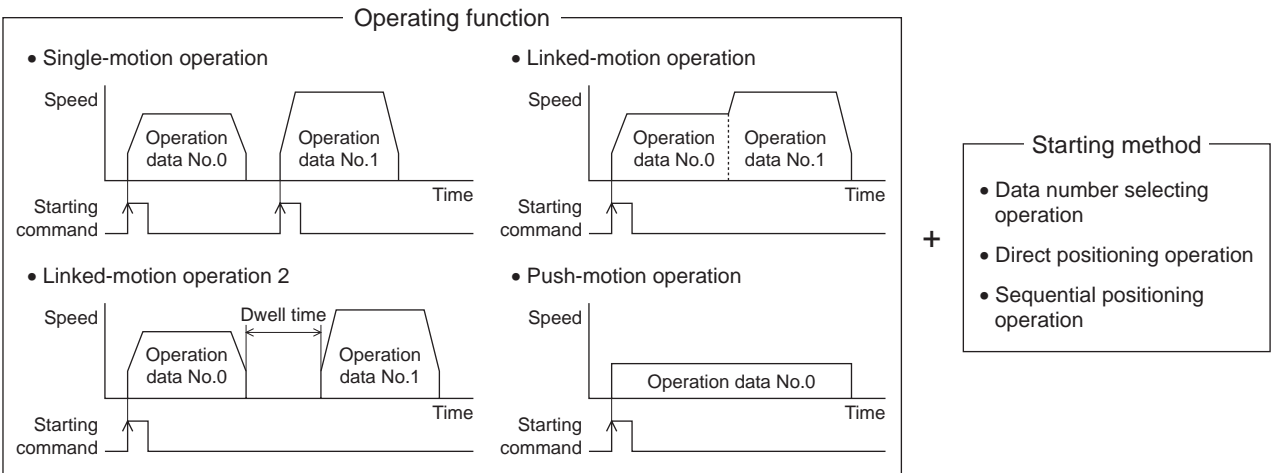 Operating function
• Single-motion operation
Speed
Operation
data No.0
Operation
data No.1
Time
Starting
command
• Linked-motion operation
Speed
Operation
data No.0
Operation
data No.1
Time
Starting
command
• Linked-motion operation 2
Speed
Dwell time
Operation
data No.0
Operation
data No.1
Time
Starting
command
• Push-motion operation
Speed
Operation data No.0
Time
Starting
command
+
Starting method
• Data number selecting
operation
• Direct positioning operation
• Sequential positioning
operation